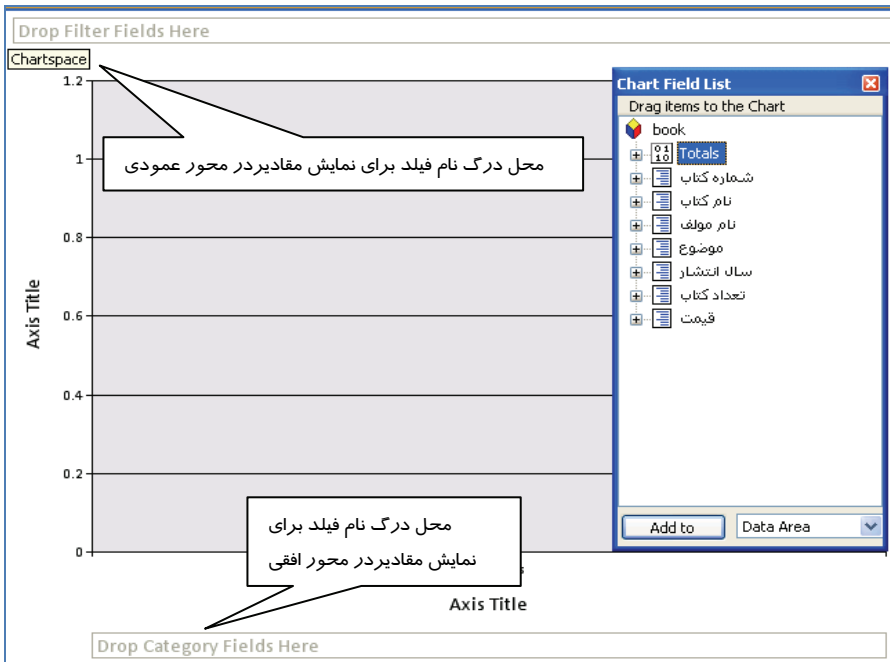 Drop Filter Fields Here
Chartspace
1.2
1
0.8
0.6
0.4
0.2
0
Axis Title
محل درگ نام فیلد برای نمایش مقادیردر محور عمودی
Chart Field List
Drag items to the Chart
book
Totals
شماره کتاب
نام کتاب
نام مولف
موضوع
سال انتشار
تعداد کتاب
قیمت
Add to
Data Area
محل درگ نام فیلد برای
نمایش مقادیردر محور افقی
Axis Title
Drop Category Fields Here